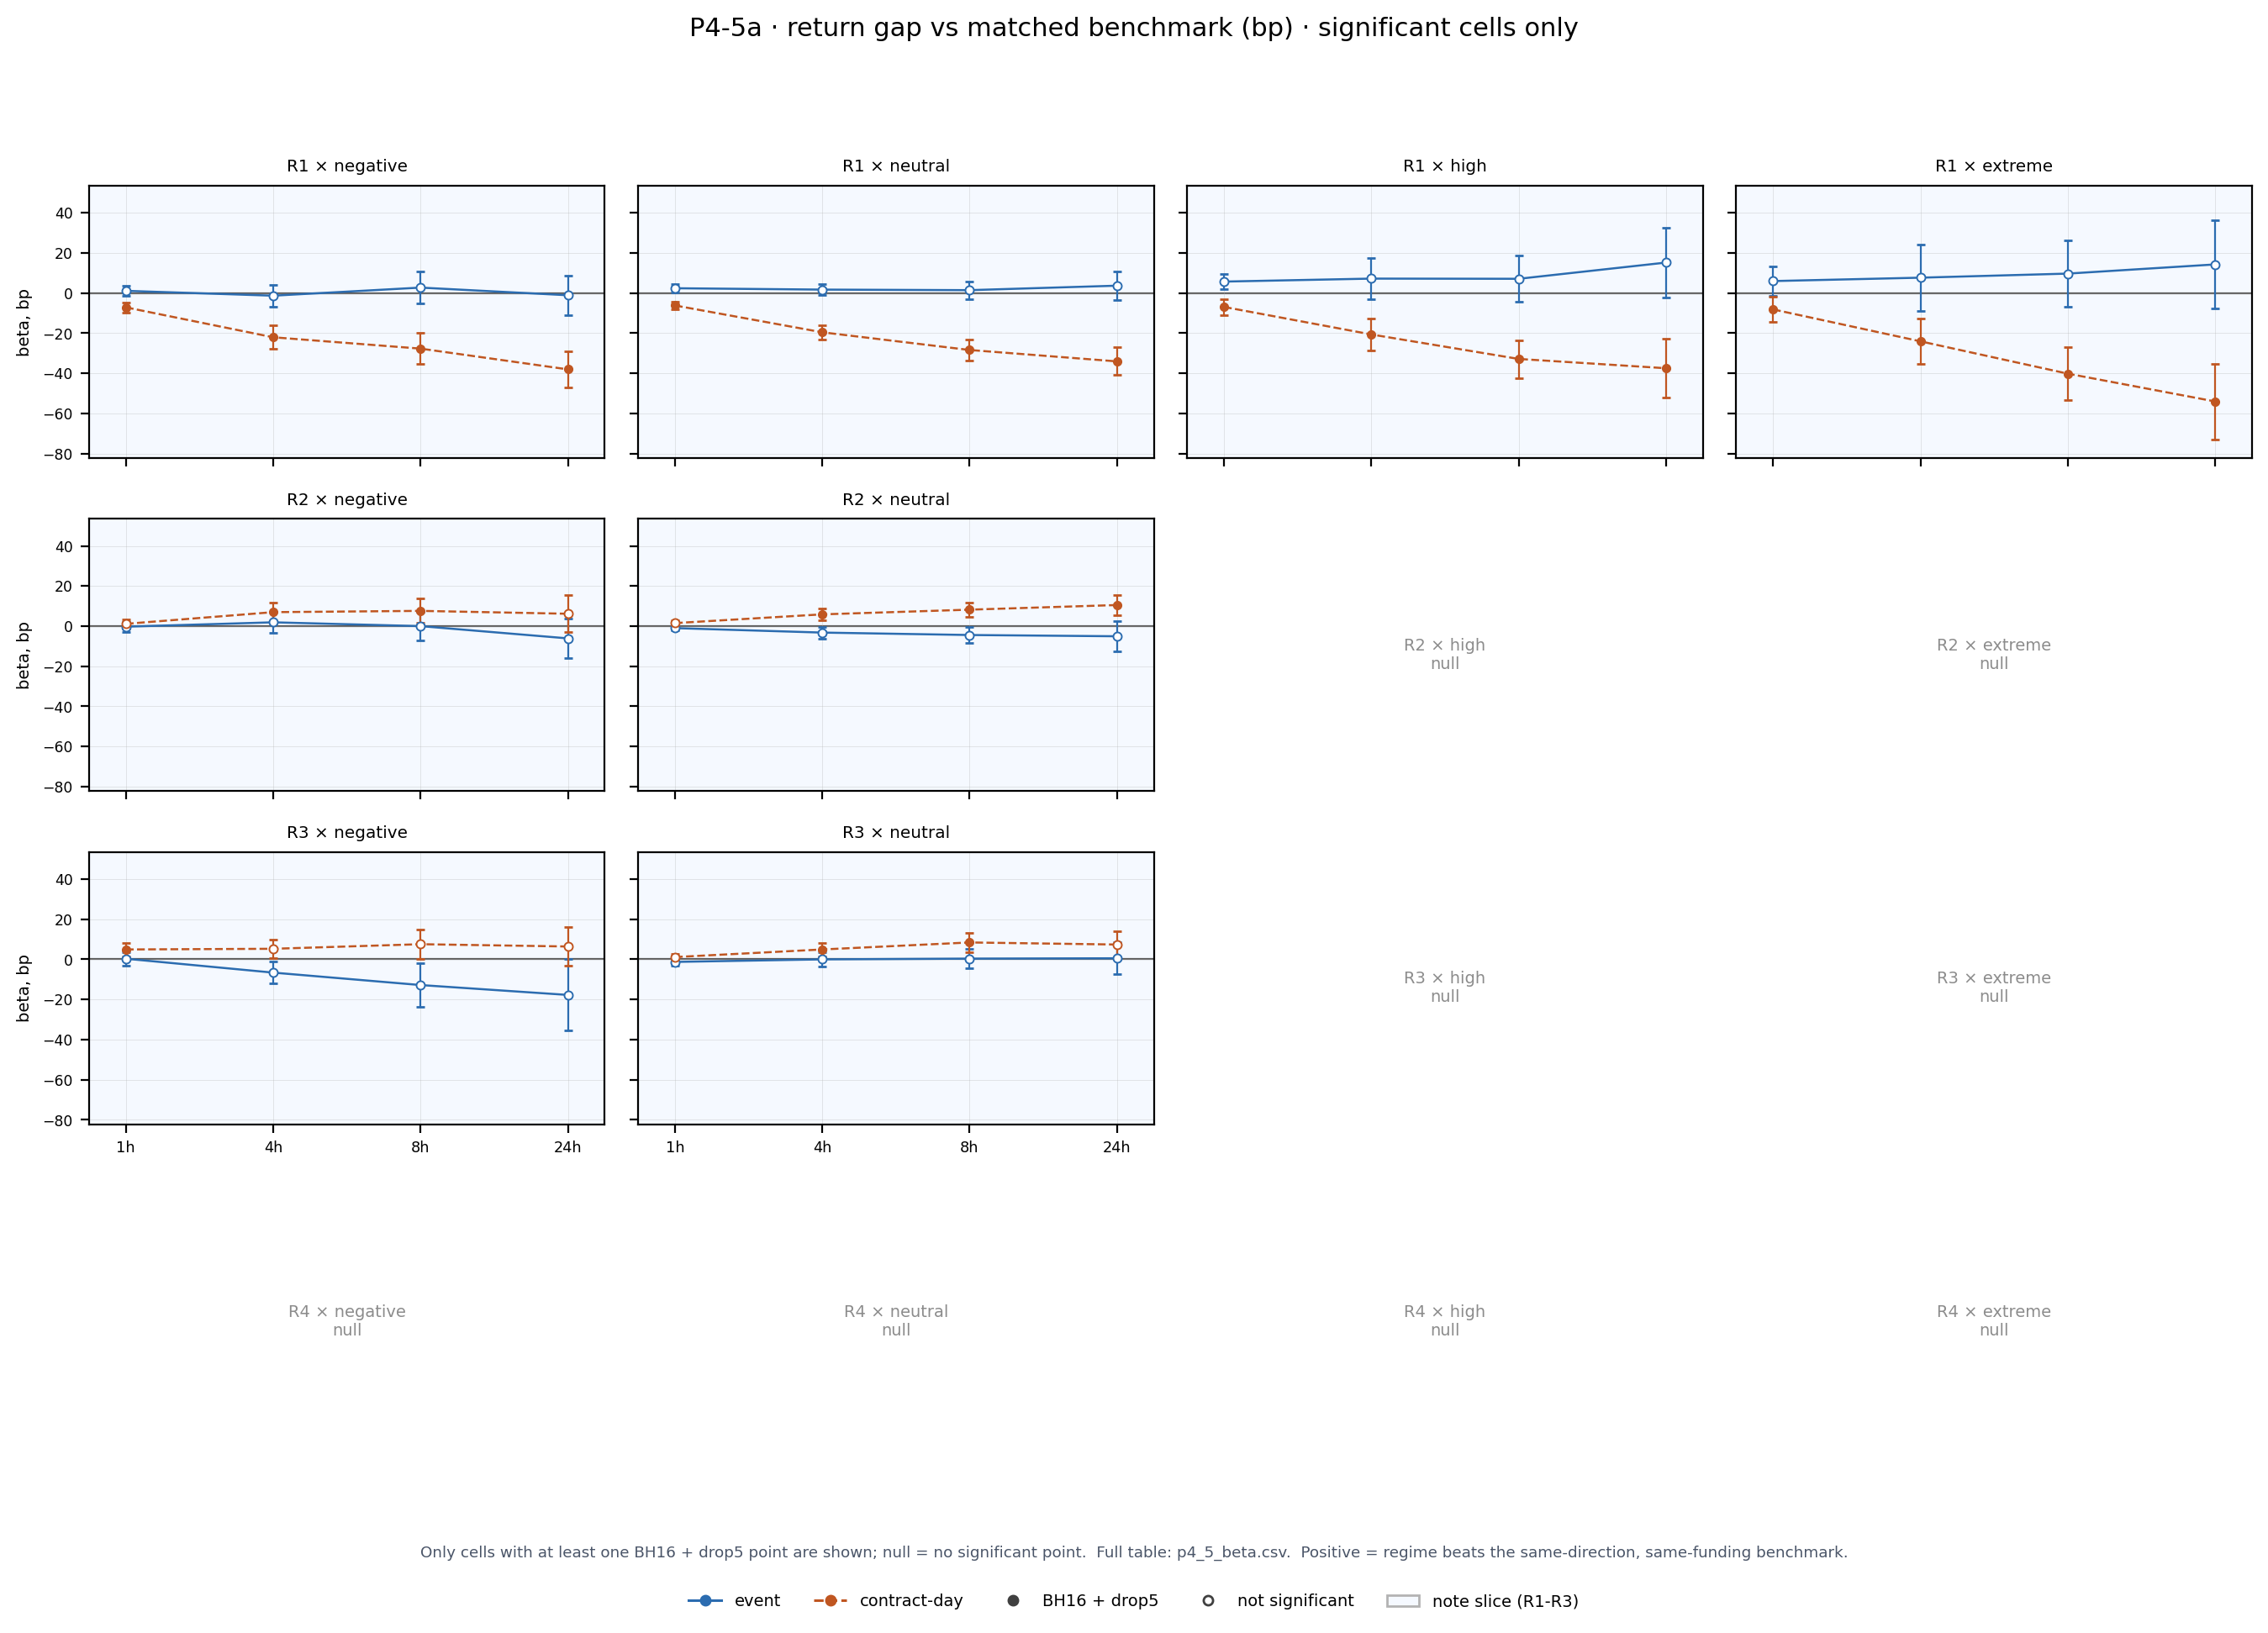 P4-5a · return gap vs matched benchmark (bp) · significant cells only
R1 × negative
R1 × neutral
R1 × high
R1 × extreme
beta, bp
40
20
0
−20
−40
−60
−80
R2 × negative
R2 × neutral
beta, bp
40
20
0
−20
−40
−60
−80
R2 × high
null
R2 × extreme
null
R3 × negative
R3 × neutral
beta, bp
40
20
0
−20
−40
−60
−80
1h 4h 8h 24h
1h 4h 8h 24h
R3 × high
null
R3 × extreme
null
R4 × negative
null
R4 × neutral
null
R4 × high
null
R4 × extreme
null
Only cells with at least one BH16 + drop5 point are shown; null = no significant point.  Full table: p4_5_beta.csv.  Positive = regime beats the same-direction, same-funding benchmark.
event contract-day BH16 + drop5 not significant note slice (R1-R3)